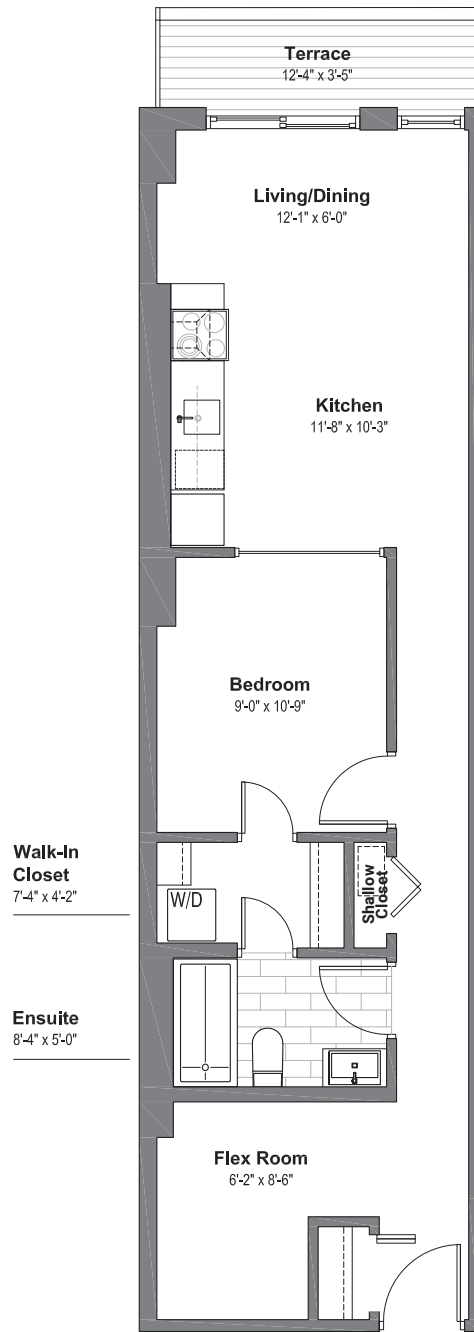 Terrace
12'-4" x 3'-5"
Living/Dining
12'-1" x 6'-0"
Kitchen
11'-8" x 10'-3"
Bedroom
9'-0" x 10'-9"
Walk-In
Closet
7'-4" x 4'-2"
W/D
Shallow
Closet
Ensuite
8'-4" x 5'-0"
Flex Room
6'-2" x 8'-6"